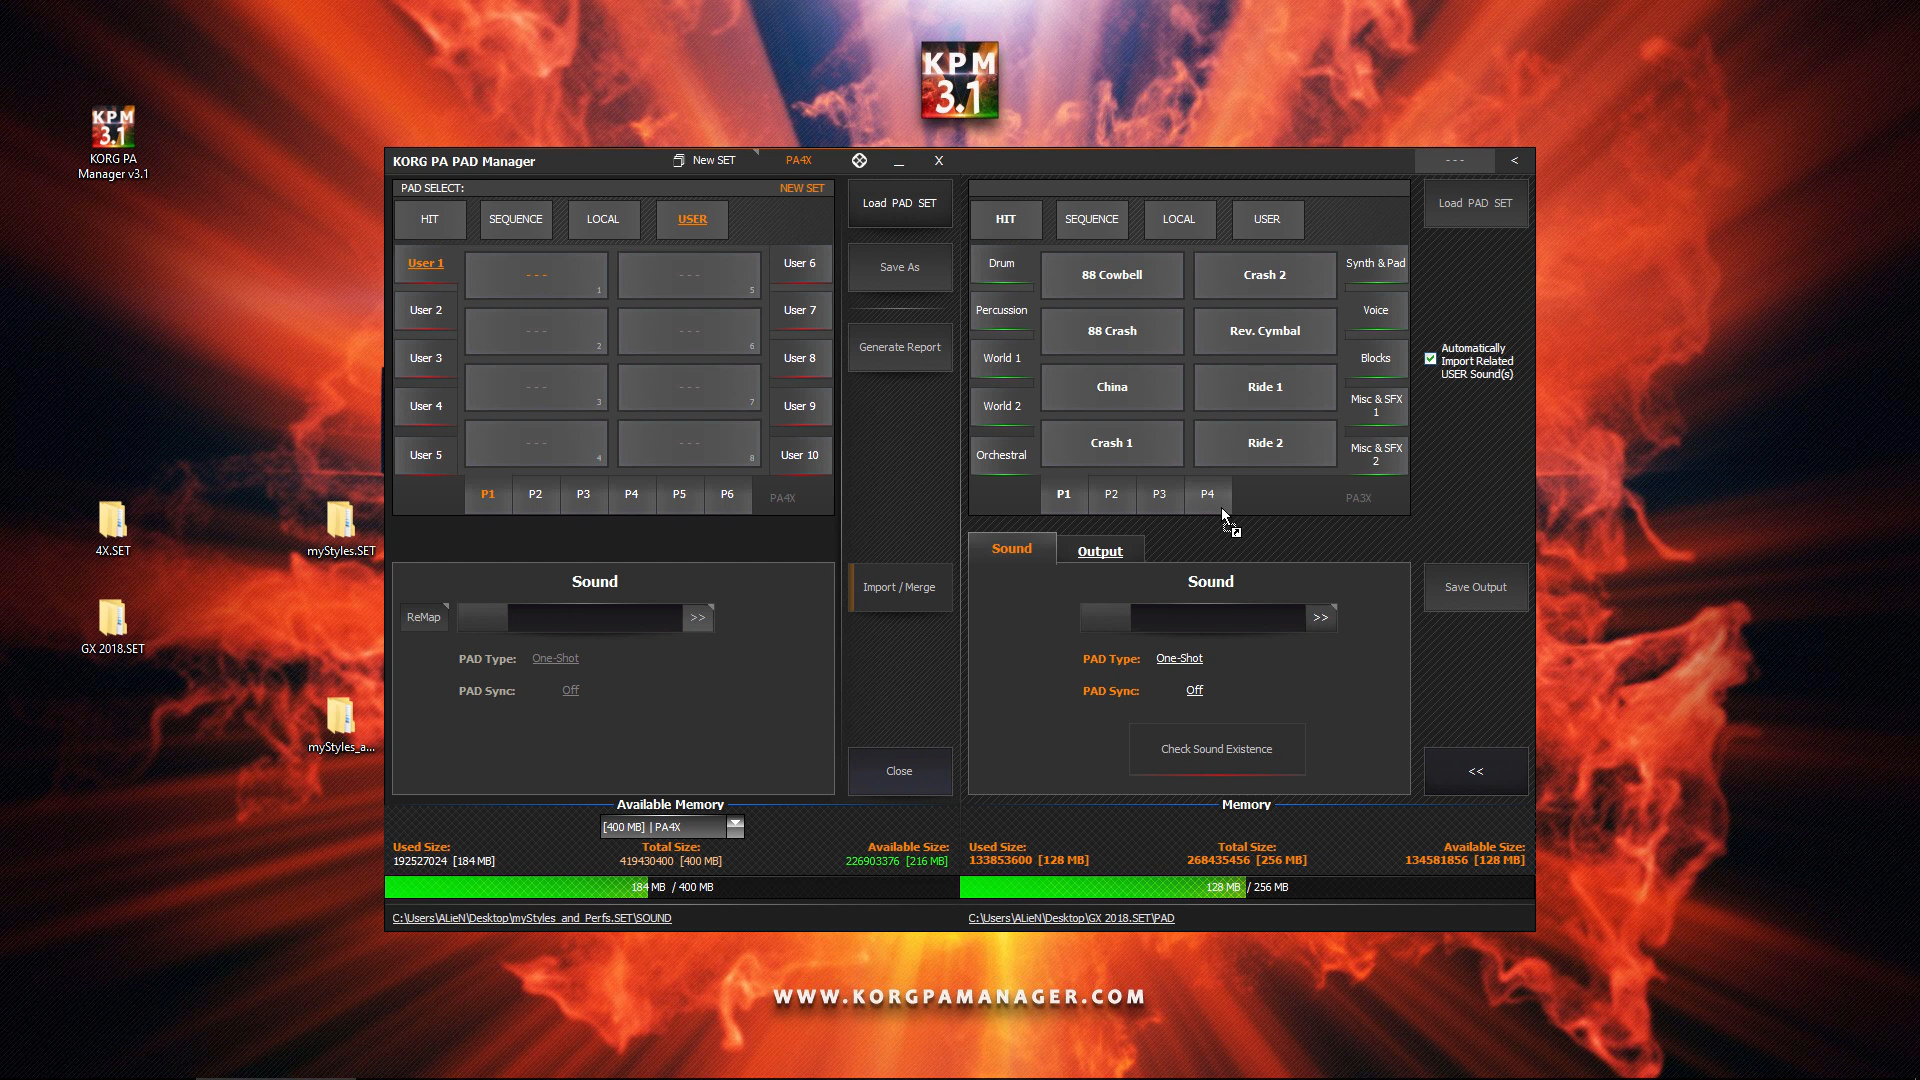 KPM
3.1
KPM
3.1
KORG PA
Manager v3.1
4X.SET
GX 2018.SET
myStyles.SET
myStyles_a...
KORG PA PAD Manager
New SET
PA4X
X
- - -
<
PAD SELECT:
NEW SET
HIT
SEQUENCE
LOCAL
USER
User 1
User 2
User 3
User 4
User 5
- - -
1
- - -
5
- - -
2
- - -
6
- - -
3
- - -
7
- - -
4
- - -
8
User 6
User 7
User 8
User 9
User 10
P1
P2
P3
P4
P5
P6
PA4X
Load PAD SET
Save As
Generate Report
Import / Merge
Close
Sound
ReMap
>>
PAD Type:
One-Shot
PAD Sync:
Off
HIT
SEQUENCE
LOCAL
USER
Drum
Percussion
World 1
World 2
Orchestral
88 Cowbell
Crash 2
88 Crash
Rev. Cymbal
China
Ride 1
Crash 1
Ride 2
Synth & Pad
Voice
Blocks
Misc & SFX
1
Misc & SFX
2
P1
P2
P3
P4
PA3X
Load PAD SET
Automatically
Import Related
USER Sound(s)
Save Output
<<
Sound
Output
Sound
>>
PAD Type:
One-Shot
PAD Sync:
Off
Check Sound Existence
Available Memory
[400 MB] | PA4X
Used Size:
192527024 [184 MB]
Total Size:
419430400 [400 MB]
Available Size:
226903376 [216 MB]
184 MB / 400 MB
C:\Users\ALieN\Desktop\myStyles_and_Perfs.SET\SOUND
Memory
Used Size:
133853600 [128 MB]
Total Size:
268435456 [256 MB]
Available Size:
134581856 [128 MB]
128 MB / 256 MB
C:\Users\ALieN\Desktop\GX 2018.SET\PAD
WWW.KORGPAMANAGER.COM